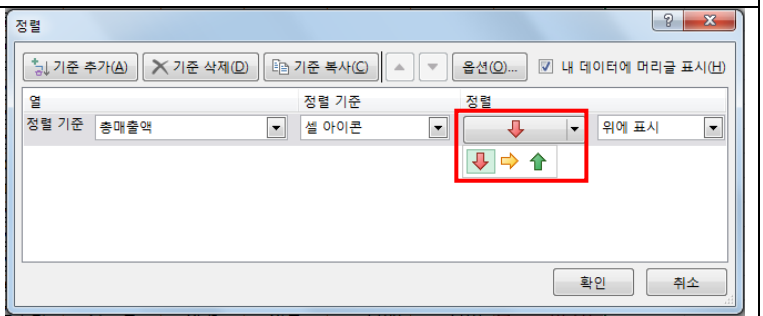 정렬
기준 추가(A) 기준 삭제(D) 기준 복사(C) 옵션(O)... 내 데이터에 머리글 표시(H)
열 정렬 기준 정렬
정렬 기준 총매출액 셀 아이콘 위에 표시
확인 취소